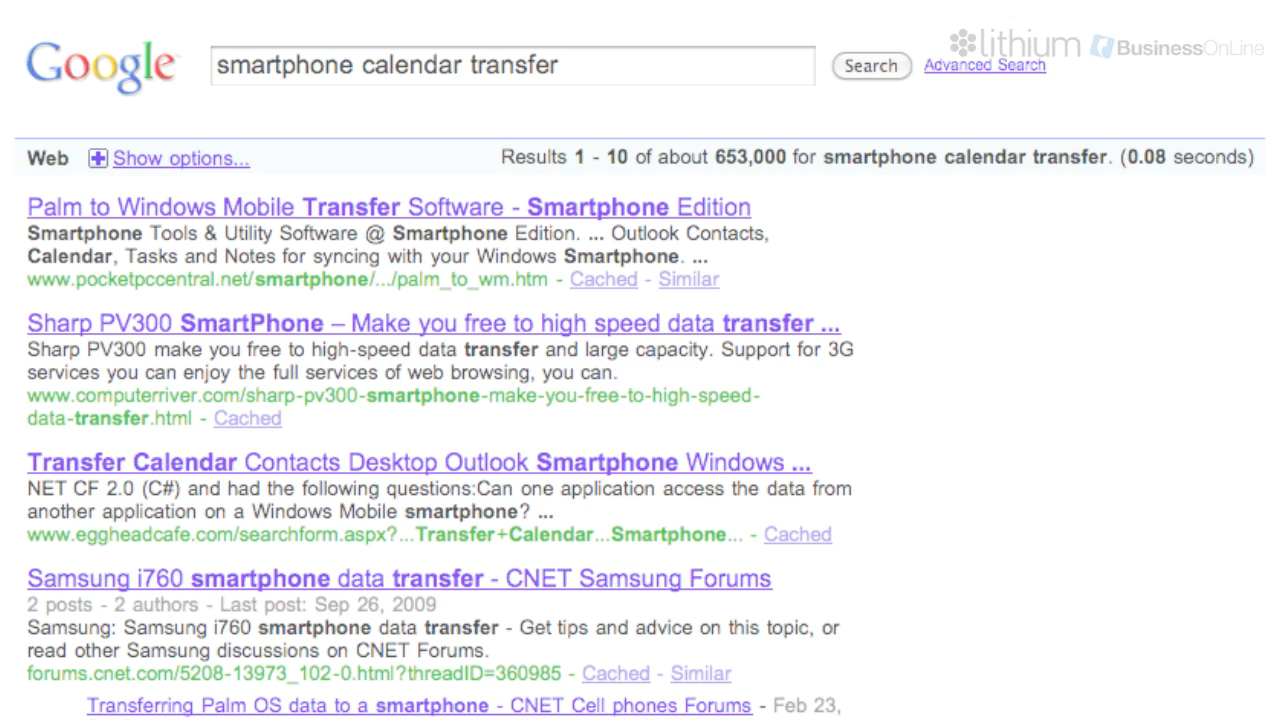 lithium BusinessOnLine
Google smartphone calendar transfer Search Advanced Search
Web Show options... Results 1 - 10 of about 653,000 for smartphone calendar transfer. (0.08 seconds)
Palm to Windows Mobile Transfer Software - Smartphone Edition
Smartphone Tools & Utility Software @ Smartphone Edition. ... Outlook Contacts,
Calendar, Tasks and Notes for syncing with your Windows Smartphone. ...
www.pocketpccentral.net/smartphone/.../palm_to_wm.htm - Cached - Similar
Sharp PV300 SmartPhone – Make you free to high speed data transfer ...
Sharp PV300 make you free to high-speed data transfer and large capacity. Support for 3G
services you can enjoy the full services of web browsing, you can.
www.computerriver.com/sharp-pv300-smartphone-make-you-free-to-high-speed-
data-transfer.html - Cached
Transfer Calendar Contacts Desktop Outlook Smartphone Windows ...
NET CF 2.0 (C#) and had the following questions:Can one application access the data from
another application on a Windows Mobile smartphone? ...
www.eggheadcafe.com/searchform.aspx?...Transfer+Calendar...Smartphone... - Cached
Samsung i760 smartphone data transfer - CNET Samsung Forums
2 posts - 2 authors - Last post: Sep 26, 2009
Samsung: Samsung i760 smartphone data transfer - Get tips and advice on this topic, or
read other Samsung discussions on CNET Forums.
forums.cnet.com/5208-13973_102-0.html?threadID=360985 - Cached - Similar
Transferring Palm OS data to a smartphone - CNET Cell phones Forums - Feb 23,